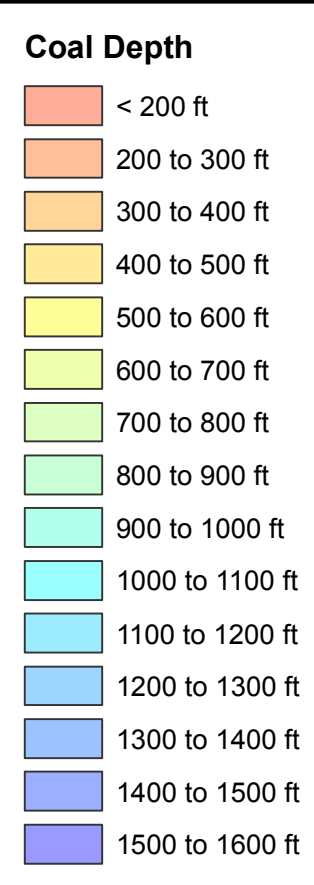 Coal Depth
< 200 ft
200 to 300 ft
300 to 400 ft
400 to 500 ft
500 to 600 ft
600 to 700 ft
700 to 800 ft
800 to 900 ft
900 to 1000 ft
1000 to 1100 ft
1100 to 1200 ft
1200 to 1300 ft
1300 to 1400 ft
1400 to 1500 ft
1500 to 1600 ft